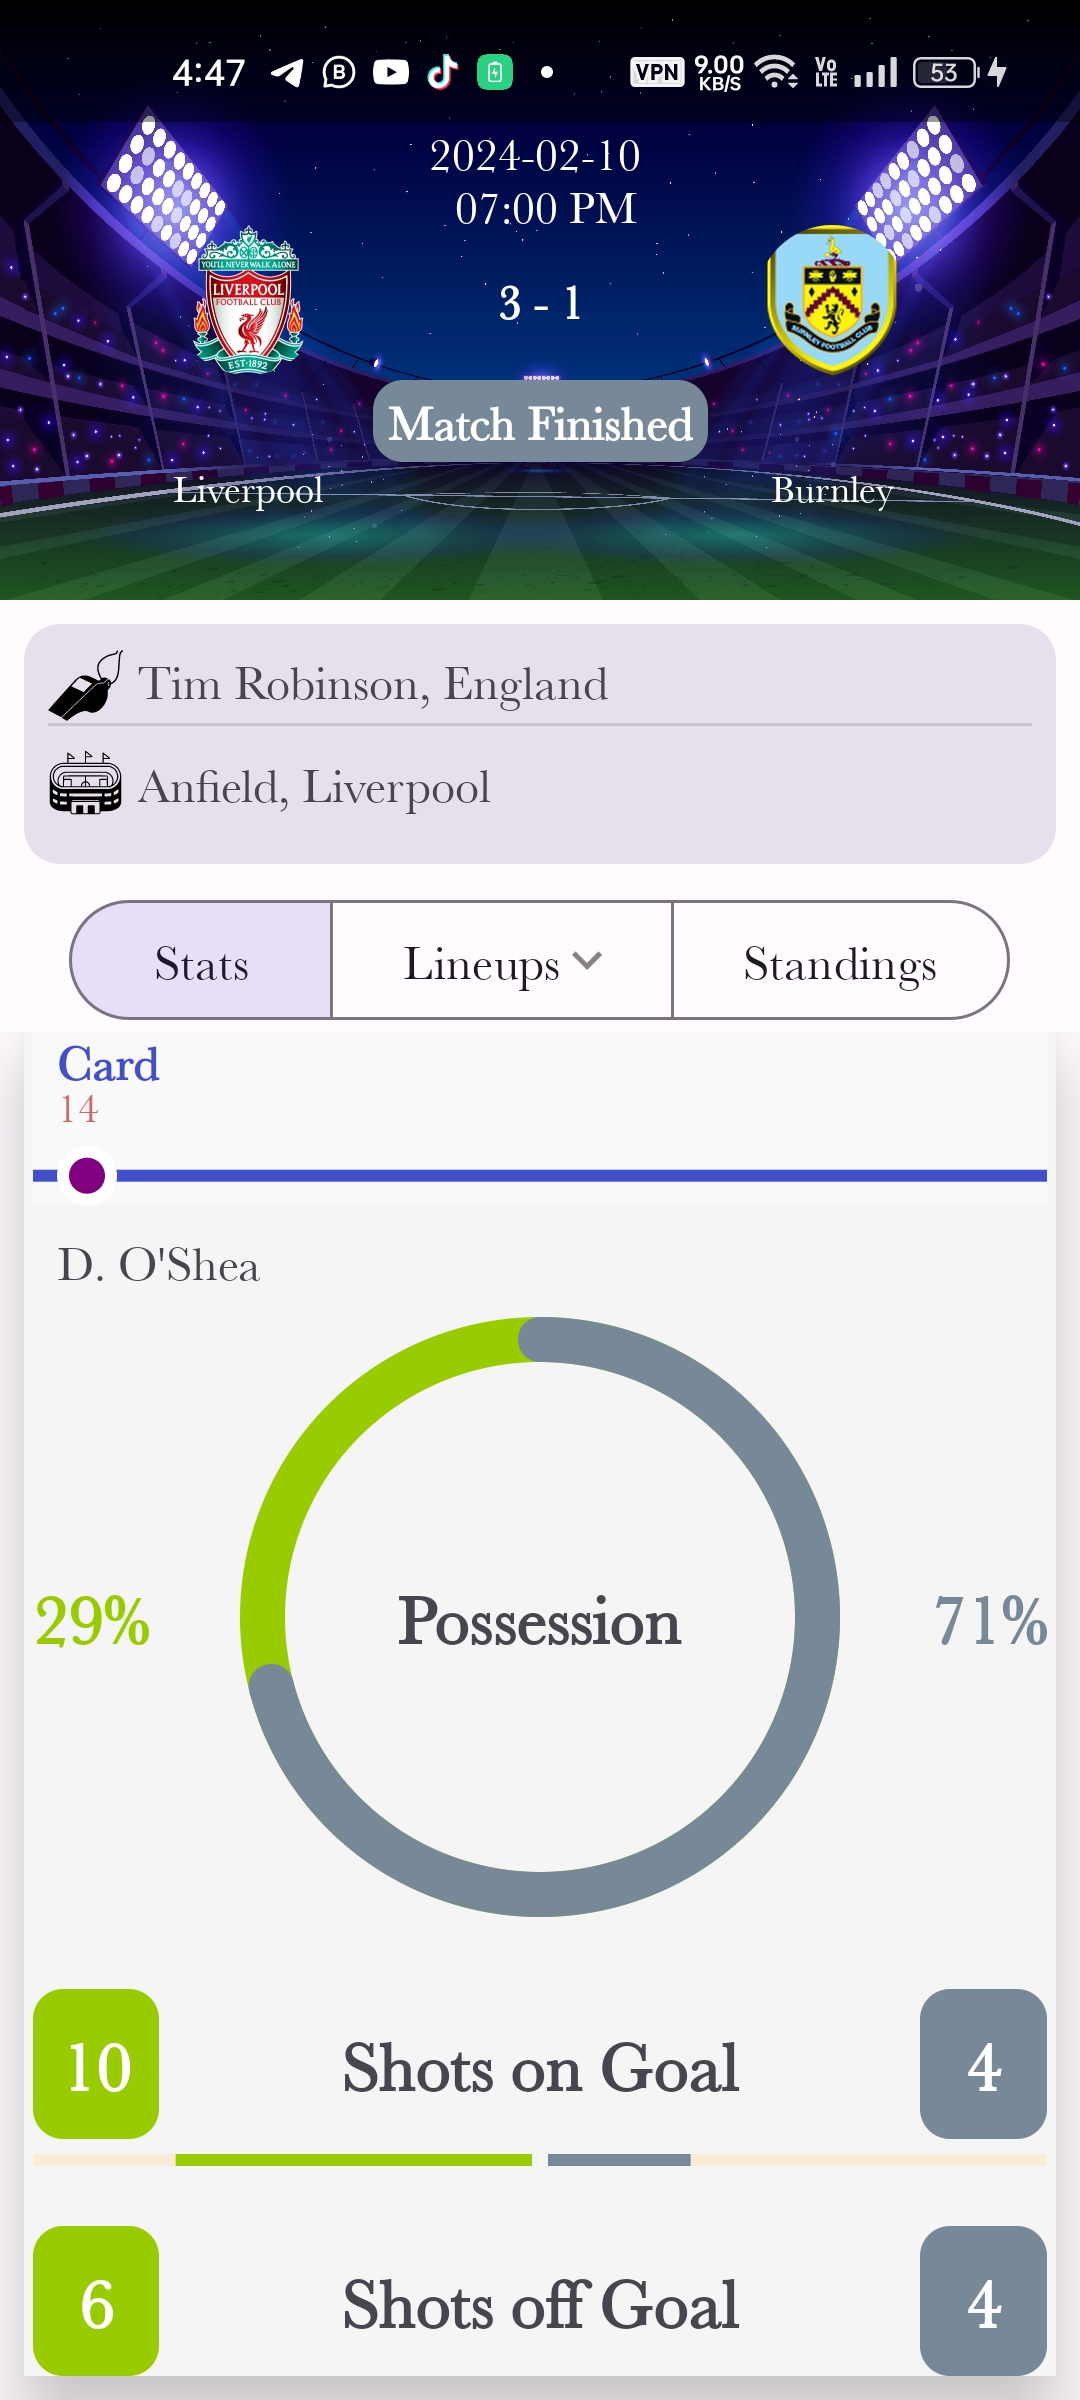 4:47
VPN 9.00 KB/S Vo LTE 53
2024-02-10
07:00 PM
YOU'LL NEVER WALK ALONE
LIVERPOOL
FOOTBALL CLUB
EST·1892
3 - 1
BURNLEY FOOTBALL CLUB
Match Finished
Liverpool
Burnley
Tim Robinson, England
Anfield, Liverpool
Stats
Lineups
Standings
Card
14
D. O'Shea
29%
Possession
71%
10
Shots on Goal
4
6
Shots off Goal
4